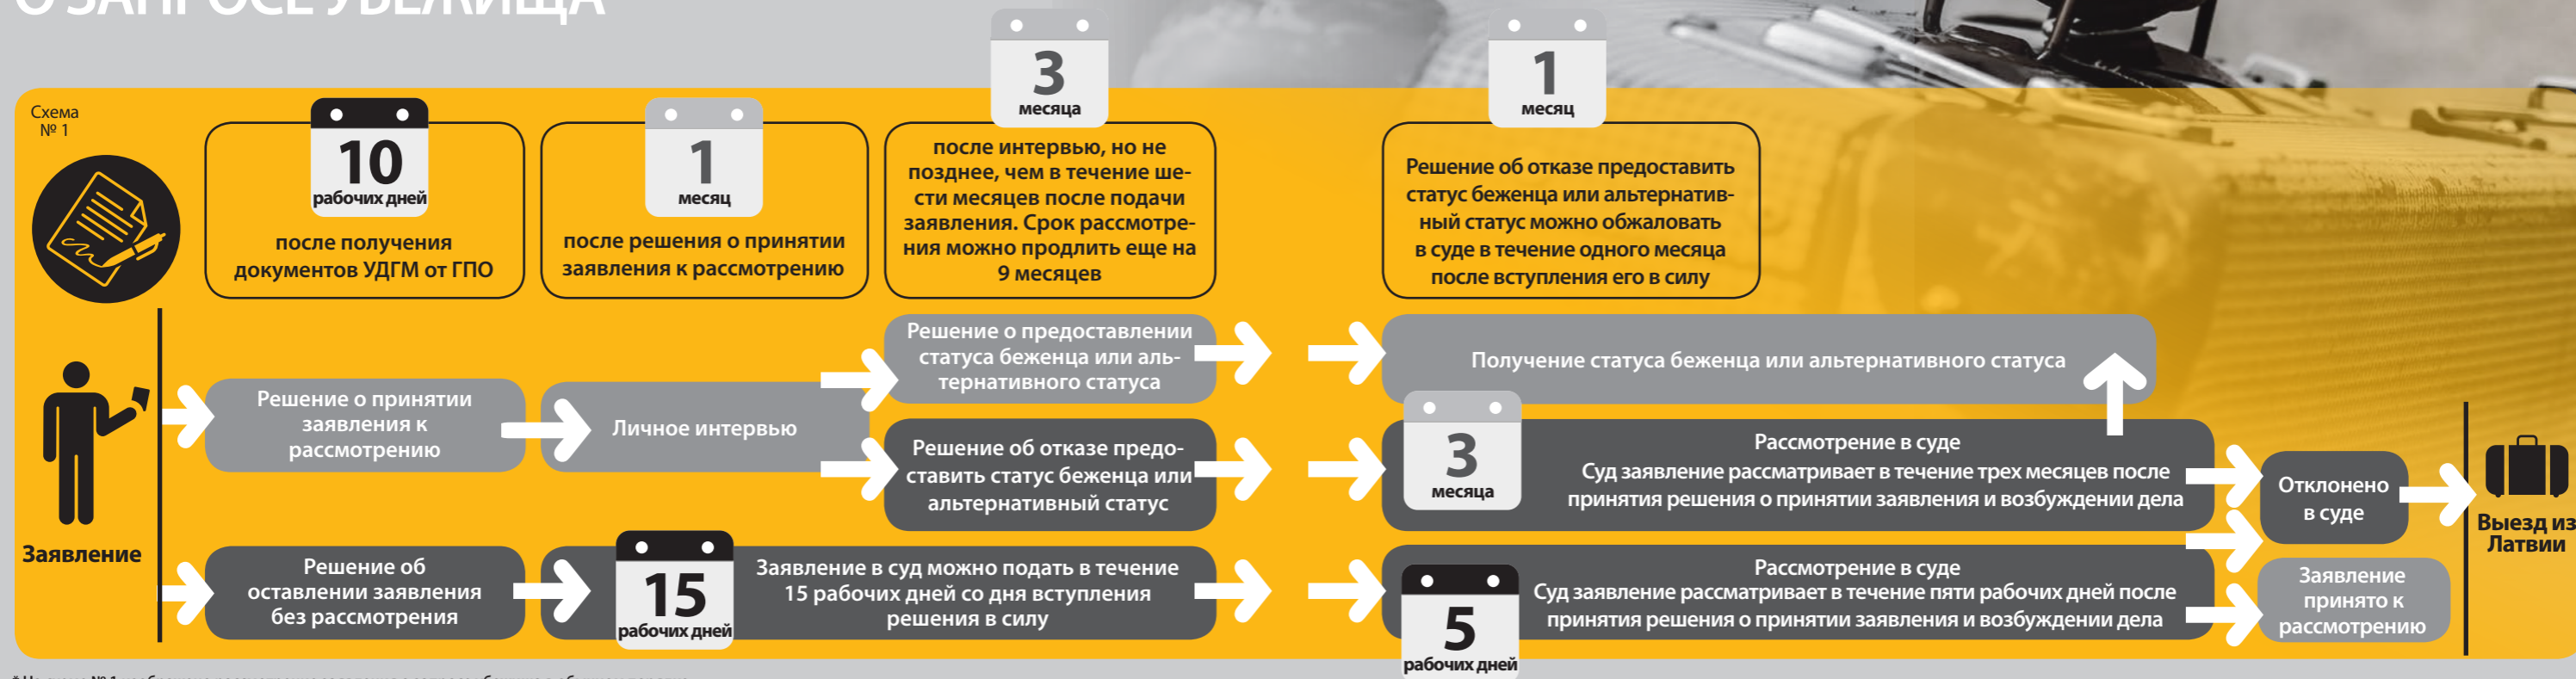 О ЗАПРОСЕ УБЕЖИЩА
Схема
№ 1
10
рабочих дней
после получения
документов УДГМ от ГПО
1
месяц
после решения о принятии
заявления к рассмотрению
3
месяца
после интервью, но не
позднее, чем в течение ше-
сти месяцев после подачи
заявления. Срок рассмотре-
ния можно продлить еще на
9 месяцев
1
месяц
Решение об отказе предоставить
статус беженца или альтернатив-
ный статус можно обжаловать
в суде в течение одного месяца
после вступления его в силу
Заявление
Решение о принятии
заявления к
рассмотрению
Личное интервью
Решение о предоставлении
статуса беженца или аль-
тернативного статуса
Получение статуса беженца или альтернативного статуса
Решение об отказе предо-
ставить статус беженца или
альтернативный статус
3
месяца
Рассмотрение в суде
Суд заявление рассматривает в течение трех месяцев после
принятия решения о принятии заявления и возбуждении дела
Отклонено
в суде
Выезд из
Латвии
Решение об
оставлении заявления
без рассмотрения
15
рабочих дней
Заявление в суд можно подать в течение
15 рабочих дней со дня вступления
решения в силу
5
рабочих дней
Рассмотрение в суде
Суд заявление рассматривает в течение пяти рабочих дней после
принятия решения о принятии заявления и возбуждении дела
Заявление
принято к
рассмотрению